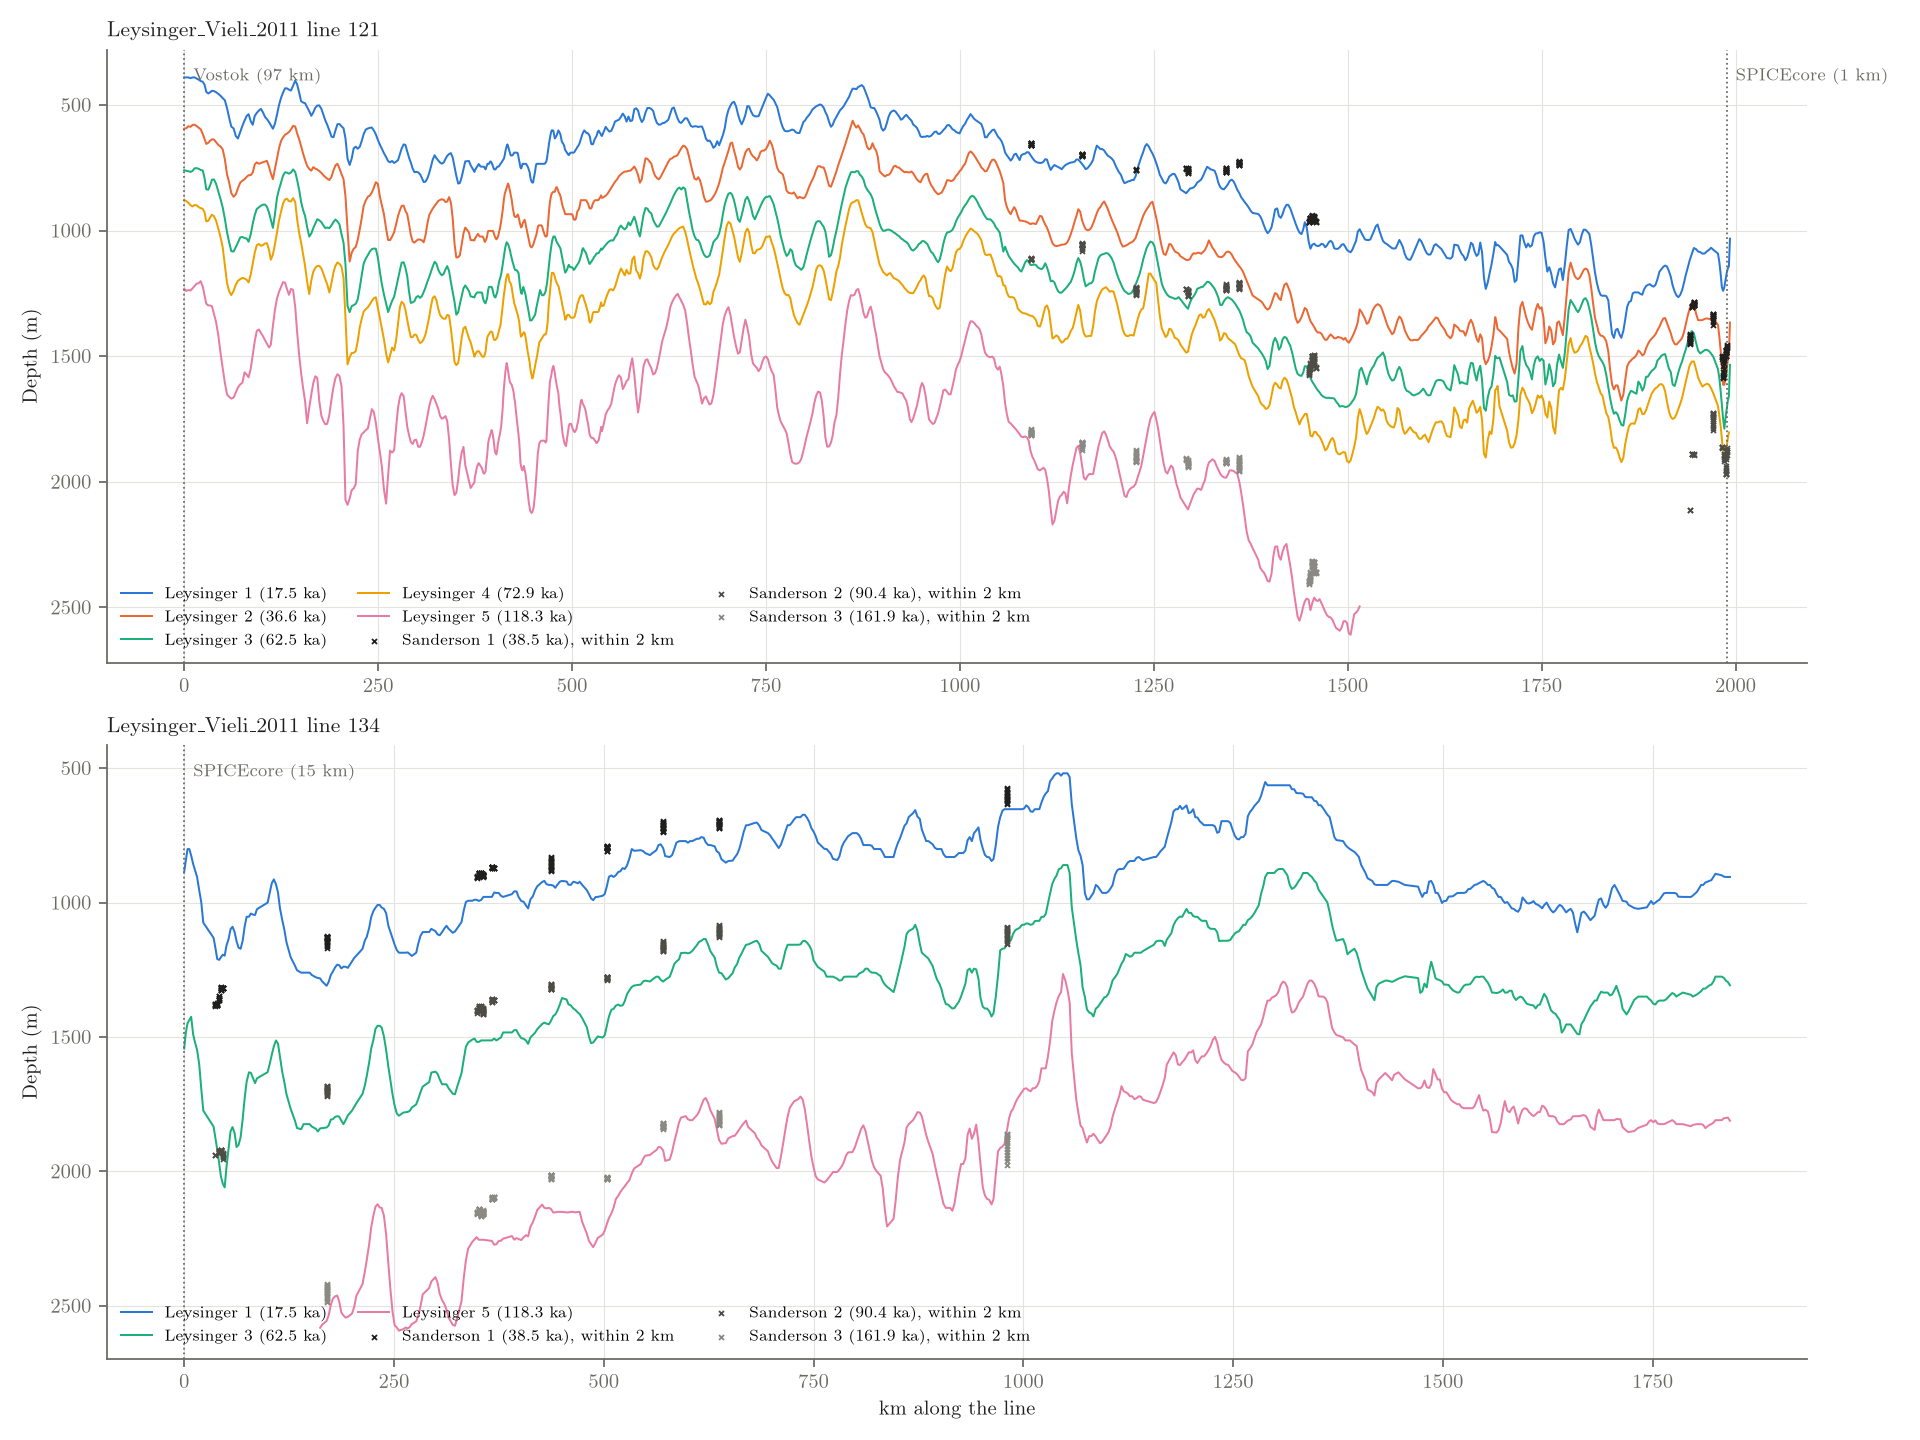 Leysinger_Vieli_2011 line 121
Vostok (97 km)
SPICEcore (1 km)
500
1000
1500
2000
2500
Depth (m)
Leysinger 1 (17.5 ka)
Leysinger 2 (36.6 ka)
Leysinger 3 (62.5 ka)
Leysinger 4 (72.9 ka)
Leysinger 5 (118.3 ka)
Sanderson 1 (38.5 ka), within 2 km
Sanderson 2 (90.4 ka), within 2 km
Sanderson 3 (161.9 ka), within 2 km
0 250 500 750 1000 1250 1500 1750 2000
Leysinger_Vieli_2011 line 134
SPICEcore (15 km)
500
1000
1500
2000
2500
Depth (m)
Leysinger 1 (17.5 ka)
Leysinger 3 (62.5 ka)
Leysinger 5 (118.3 ka)
Sanderson 1 (38.5 ka), within 2 km
Sanderson 2 (90.4 ka), within 2 km
Sanderson 3 (161.9 ka), within 2 km
0 250 500 750 1000 1250 1500 1750
km along the line